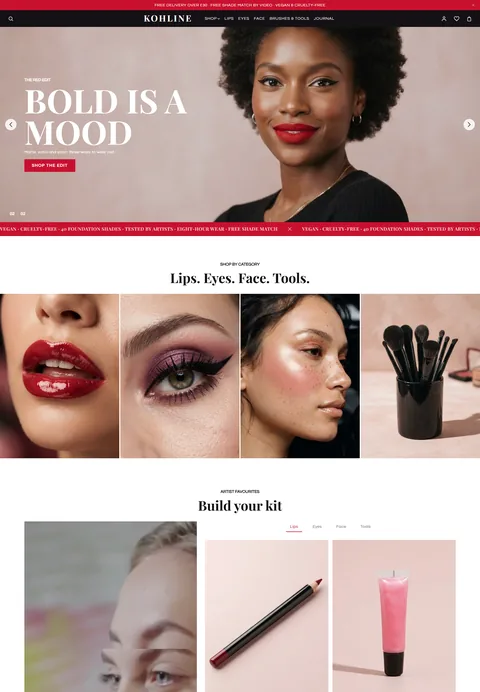 FREE DELIVERY OVER £30 · FREE SHADE MATCH BY VIDEO · VEGAN & CRUELTY-FREE
KOHLINE
SHOP LIPS EYES FACE BRUSHES & TOOLS JOURNAL
THE RED EDIT
BOLD IS A
MOOD
SHOP THE EDIT
VEGAN · CRUELTY-FREE · 40 FOUNDATION SHADES · TESTED BY ARTISTS · EIGHT-HOUR WEAR · FREE SHADE MATCH
VEGAN · CRUELTY-FREE · 40 FOUNDATION SHADES · TESTED BY ARTISTS ·
SHOP BY CATEGORY
Lips. Eyes. Face. Tools.
ARTIST FAVOURITES
Build your kit
Lips Eyes Face Tools